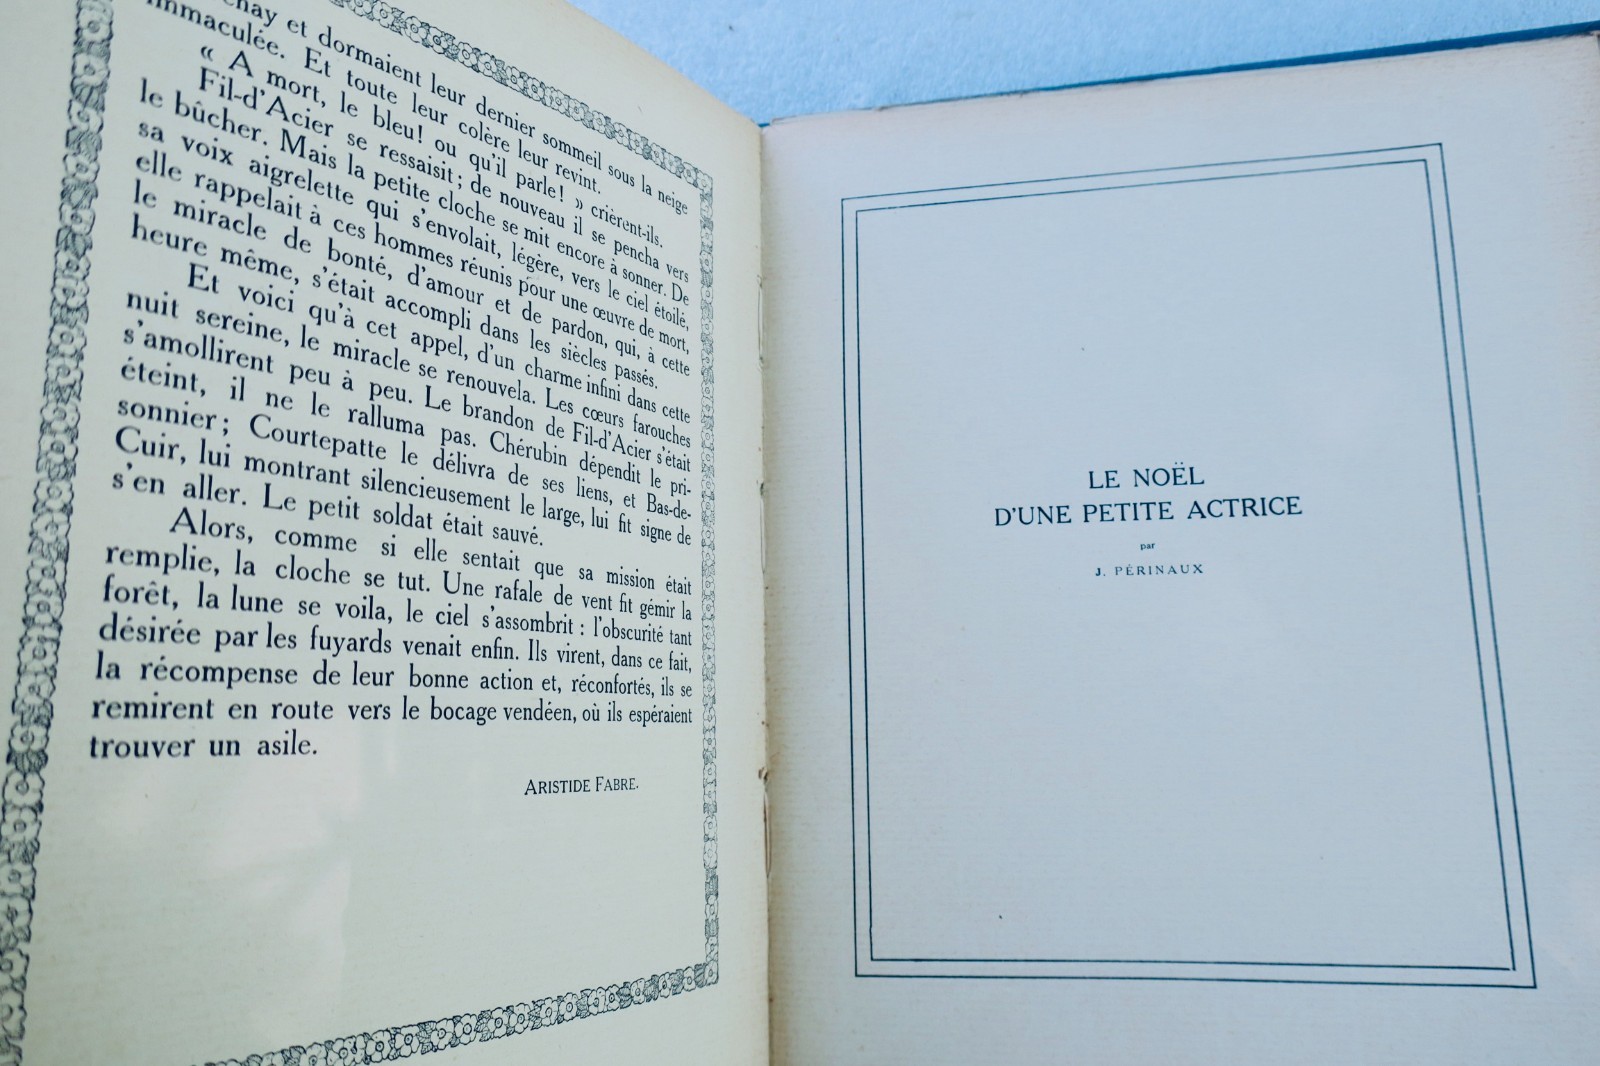 et dormaient leur dernier sommeil sous la neige
immaculée. Et toute leur colère leur revint.
« A mort, le bleu! ou qu'il parle! » crièrent-ils.
Fil-d'Acier se ressaisit; de nouveau il se pencha vers
le bûcher. Mais la petite cloche se mit encore à sonner. De
sa voix aigrelette qui s'envolait, légère, vers le ciel étoilé,
elle rappelait à ces hommes réunis pour une œuvre de mort,
le miracle de bonté, d'amour et de pardon, qui, à cette
heure même, s'était accompli dans les siècles passés.
Et voici qu'à cet appel, d'un charme infini dans cette
nuit sereine, le miracle se renouvela. Les cœurs farouches
s'amollirent peu à peu. Le brandon de Fil-d'Acier s'était
éteint, il ne le ralluma pas. Chérubin dépendit le pri-
sonnier; Courtepatte le délivra de ses liens, et Bas-de-
Cuir, lui montrant silencieusement le large, lui fit signe de
s'en aller. Le petit soldat était sauvé.
Alors, comme si elle sentait que sa mission était
remplie, la cloche se tut. Une rafale de vent fit gémir la
forêt, la lune se voila, le ciel s'assombrit : l'obscurité tant
désirée par les fuyards venait enfin. Ils virent, dans ce fait,
la récompense de leur bonne action et, réconfortés, ils se
remirent en route vers le bocage vendéen, où ils espéraient
trouver un asile.
ARISTIDE FABRE.
LE NOËL
D'UNE PETITE ACTRICE
par
J. PÉRINAUX